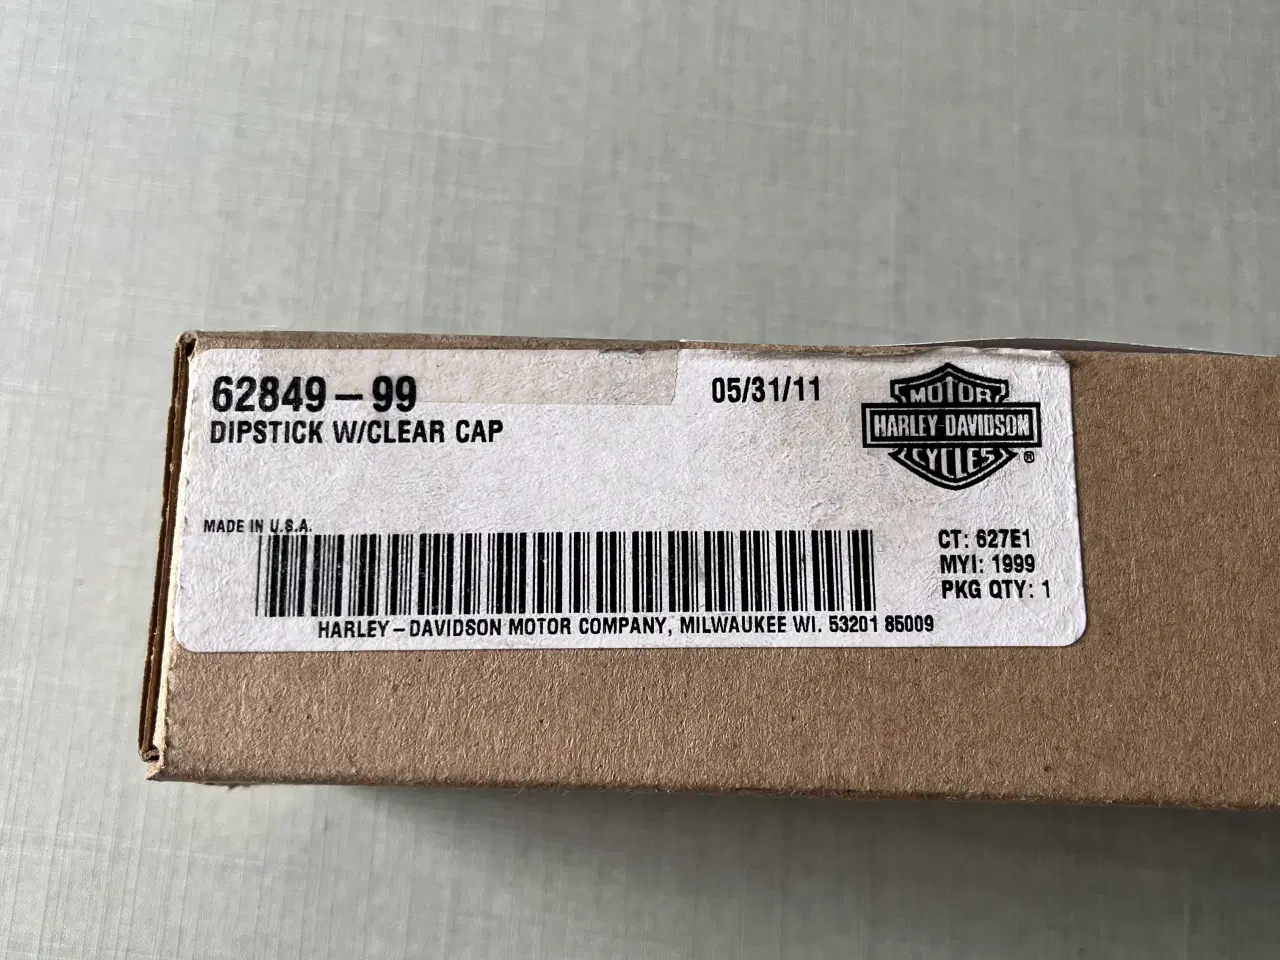 62849-99
05/31/11
DIPSTICK W/CLEAR CAP
MOTOR
HARLEY-DAVIDSON
CYCLES ®
MADE IN U.S.A.
CT: 627E1
MYI: 1999
PKG QTY: 1
HARLEY-DAVIDSON MOTOR COMPANY, MILWAUKEE WI. 53201 85009